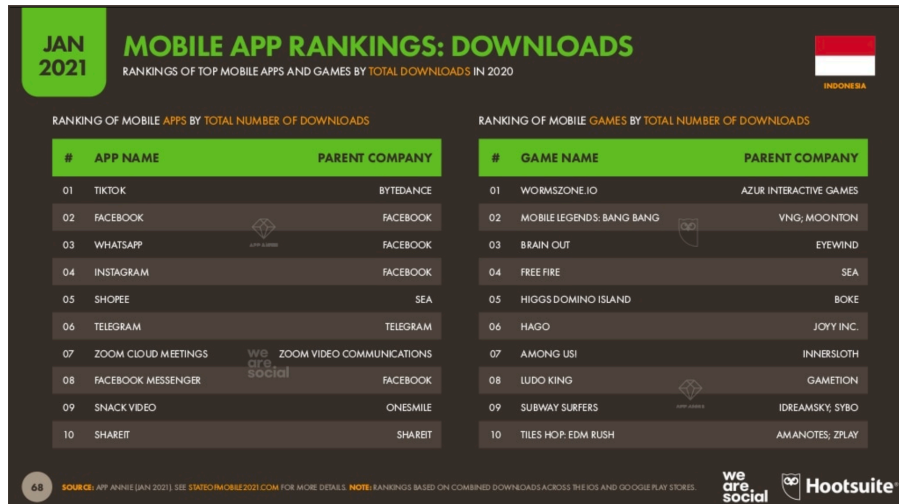 JAN
2021
MOBILE APP RANKINGS: DOWNLOADS
RANKINGS OF TOP MOBILE APPS AND GAMES BY TOTAL DOWNLOADS IN 2020
INDONESIA
RANKING OF MOBILE APPS BY TOTAL NUMBER OF DOWNLOADS
# APP NAME PARENT COMPANY
01 TIKTOK BYTEDANCE
02 FACEBOOK FACEBOOK
03 WHATSAPP FACEBOOK
04 INSTAGRAM FACEBOOK
05 SHOPEE SEA
06 TELEGRAM TELEGRAM
07 ZOOM CLOUD MEETINGS ZOOM VIDEO COMMUNICATIONS
08 FACEBOOK MESSENGER FACEBOOK
09 SNACK VIDEO ONESMILE
10 SHAREIT SHAREIT
we
are
social
APP ANNIE
RANKING OF MOBILE GAMES BY TOTAL NUMBER OF DOWNLOADS
# GAME NAME PARENT COMPANY
01 WORMSZONE.IO AZUR INTERACTIVE GAMES
02 MOBILE LEGENDS: BANG BANG VNG; MOONTON
03 BRAIN OUT EYEWIND
04 FREE FIRE SEA
05 HIGGS DOMINO ISLAND BOKE
06 HAGO JOYY INC.
07 AMONG US! INNERSLOTH
08 LUDO KING GAMETION
09 SUBWAY SURFERS IDREAMSKY; SYBO
10 TILES HOP: EDM RUSH AMANOTES; ZPLAY
APP ANNIE
68
SOURCE: APP ANNIE (JAN 2021). SEE STATEOFMOBILE2021.COM FOR MORE DETAILS. NOTE: RANKINGS BASED ON COMBINED DOWNLOADS ACROSS THE IOS AND GOOGLE PLAY STORES.
we
are
social
Hootsuite®